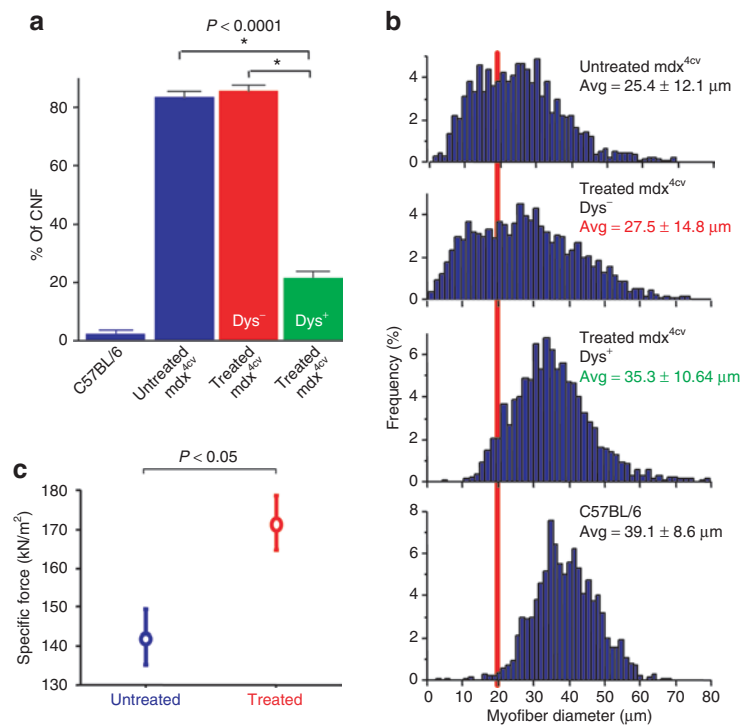 a
P < 0.0001
*
*
% Of CNF
80
60
40
20
0
Dys⁻
Dys⁺
C57BL/6
Untreated
mdx⁴ᶜᵛ
Treated
mdx⁴ᶜᵛ
Treated
mdx⁴ᶜᵛ
b
Frequency (%)
4
2
0
Untreated mdx⁴ᶜᵛ
Avg = 25.4 ± 12.1 μm
4
2
0
Treated mdx⁴ᶜᵛ
Dys⁻
Avg = 27.5 ± 14.8 μm
6
4
2
0
Treated mdx⁴ᶜᵛ
Dys⁺
Avg = 35.3 ± 10.64 μm
8
6
4
2
0
C57BL/6
Avg = 39.1 ± 8.6 μm
0 10 20 30 40 50 60 70 80
Myofiber diameter (μm)
c
P < 0.05
Specific force (kN/m²)
180
170
160
150
140
130
Untreated
Treated